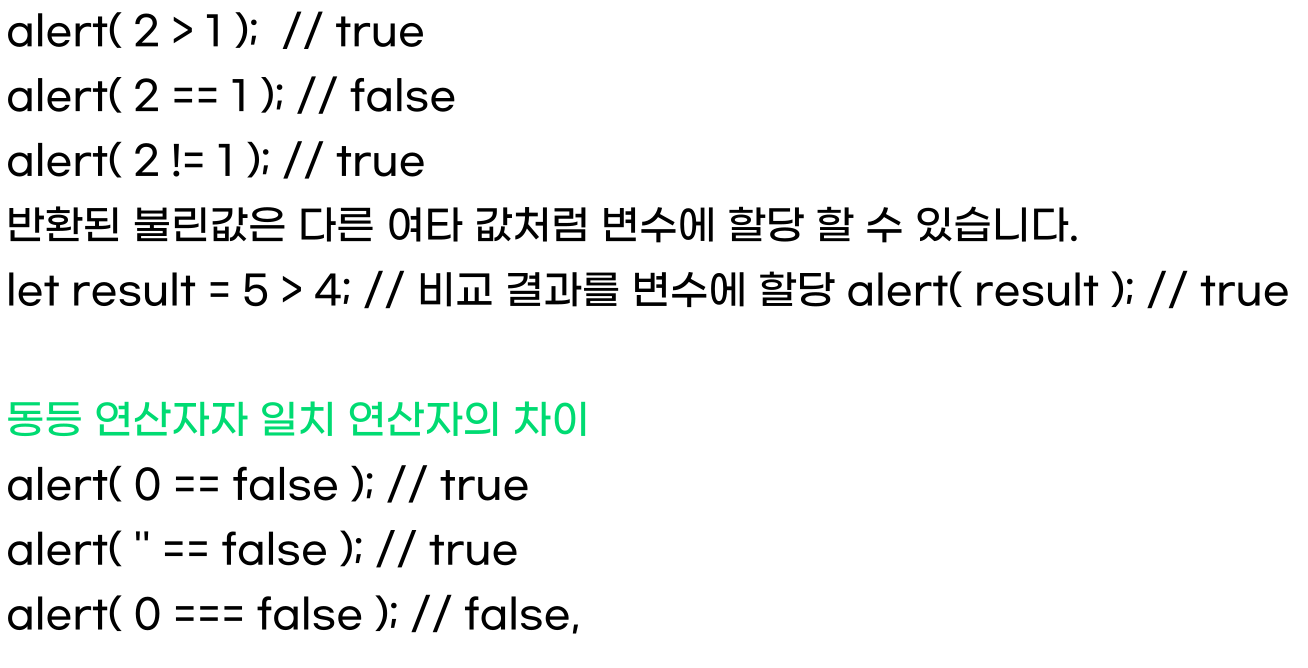 alert( 2 > 1 );  // true
alert( 2 == 1 ); // false
alert( 2 != 1 ); // true
반환된 불린값은 다른 여타 값처럼 변수에 할당 할 수 있습니다.
let result = 5 > 4; // 비교 결과를 변수에 할당 alert( result ); // true
동등 연산자자 일치 연산자의 차이
alert( 0 == false ); // true
alert( '' == false ); // true
alert( 0 === false ); // false,